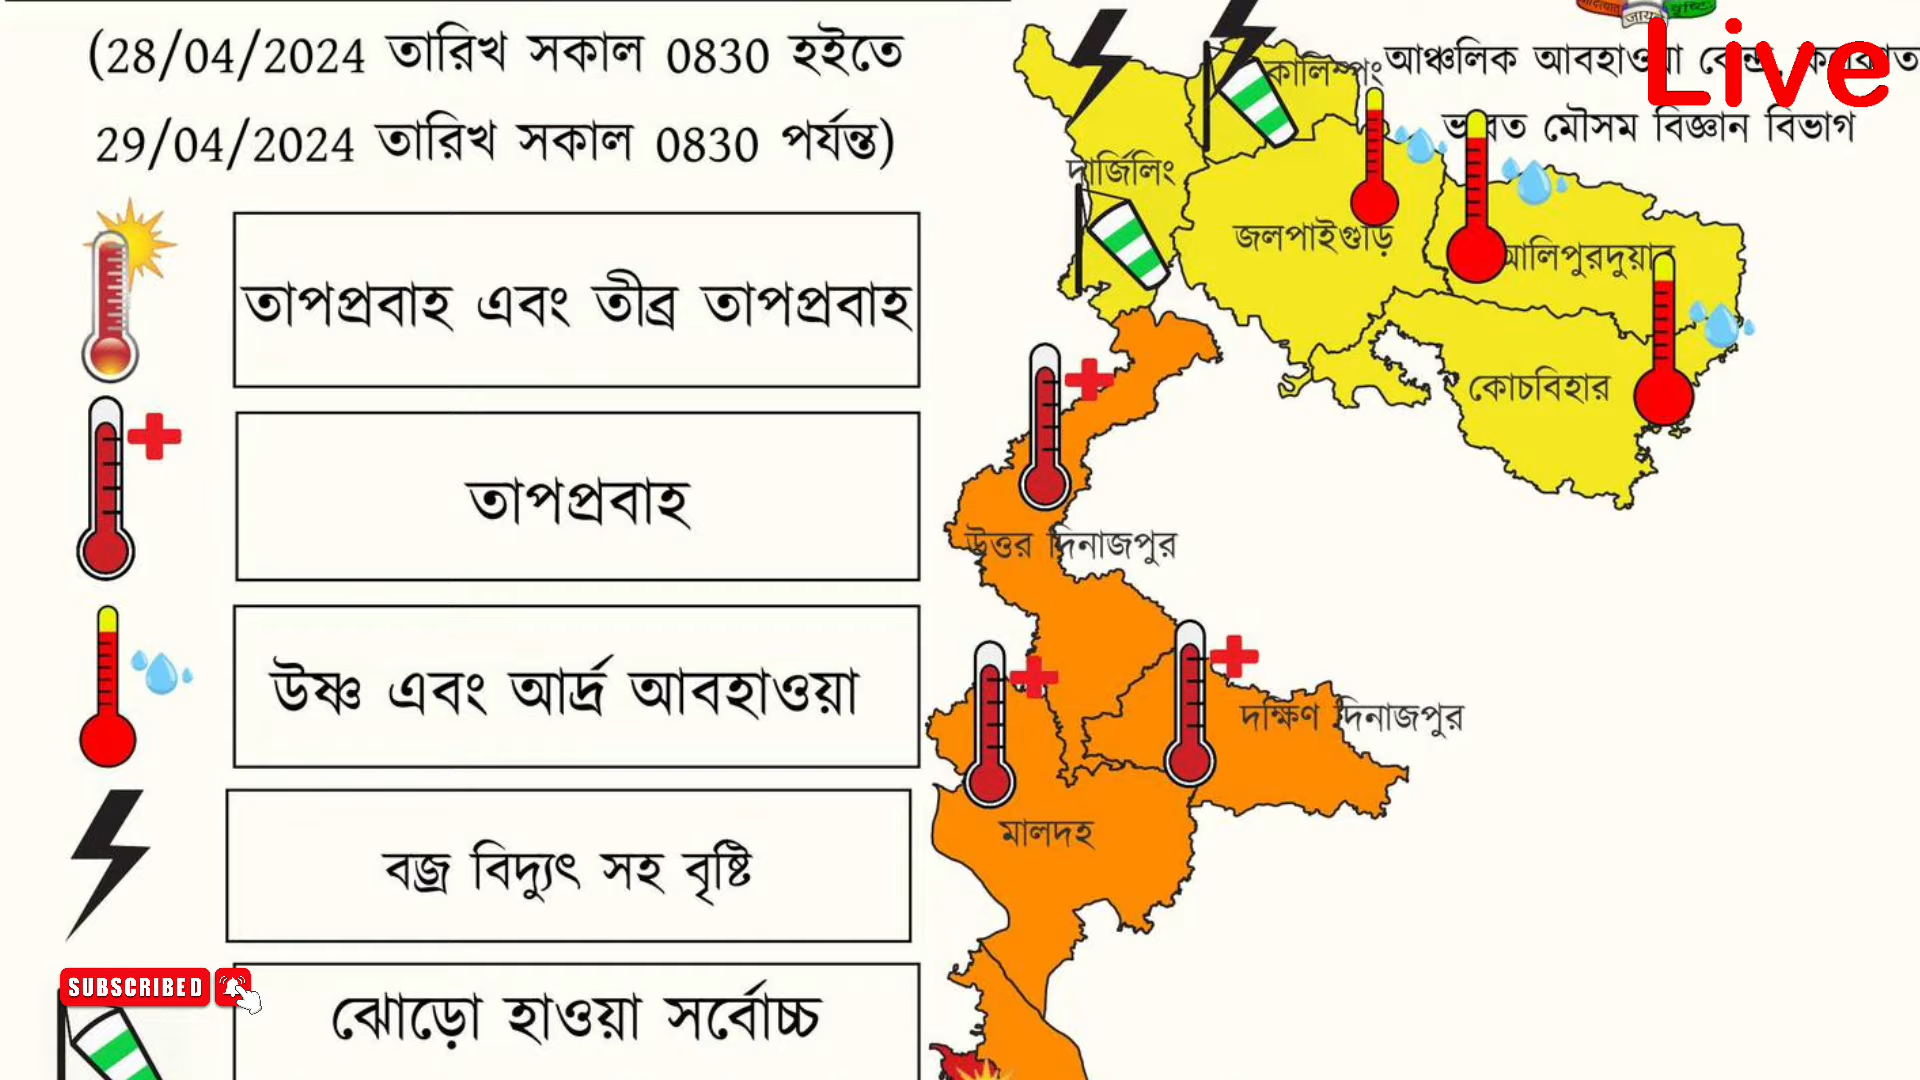 (28/04/2024 তারিখ সকাল 0830 হইতে
29/04/2024 তারিখ সকাল 0830 পর্যন্ত)
তাপপ্রবাহ এবং তীব্র তাপপ্রবাহ
তাপপ্রবাহ
উষ্ণ এবং আর্দ্র আবহাওয়া
বজ্র বিদ্যুৎ সহ বৃষ্টি
ঝোড়ো হাওয়া সর্বোচ্চ
SUBSCRIBED
আঞ্চলিক আবহাওয়া
Live
মৌসম বিজ্ঞান বিভাগ
কালিম্পং
দার্জিলিং
জলপাইগুড়ি
আলিপুরদুয়ার
কোচবিহার
উত্তর দিনাজপুর
দক্ষিণ দিনাজপুর
মালদহ